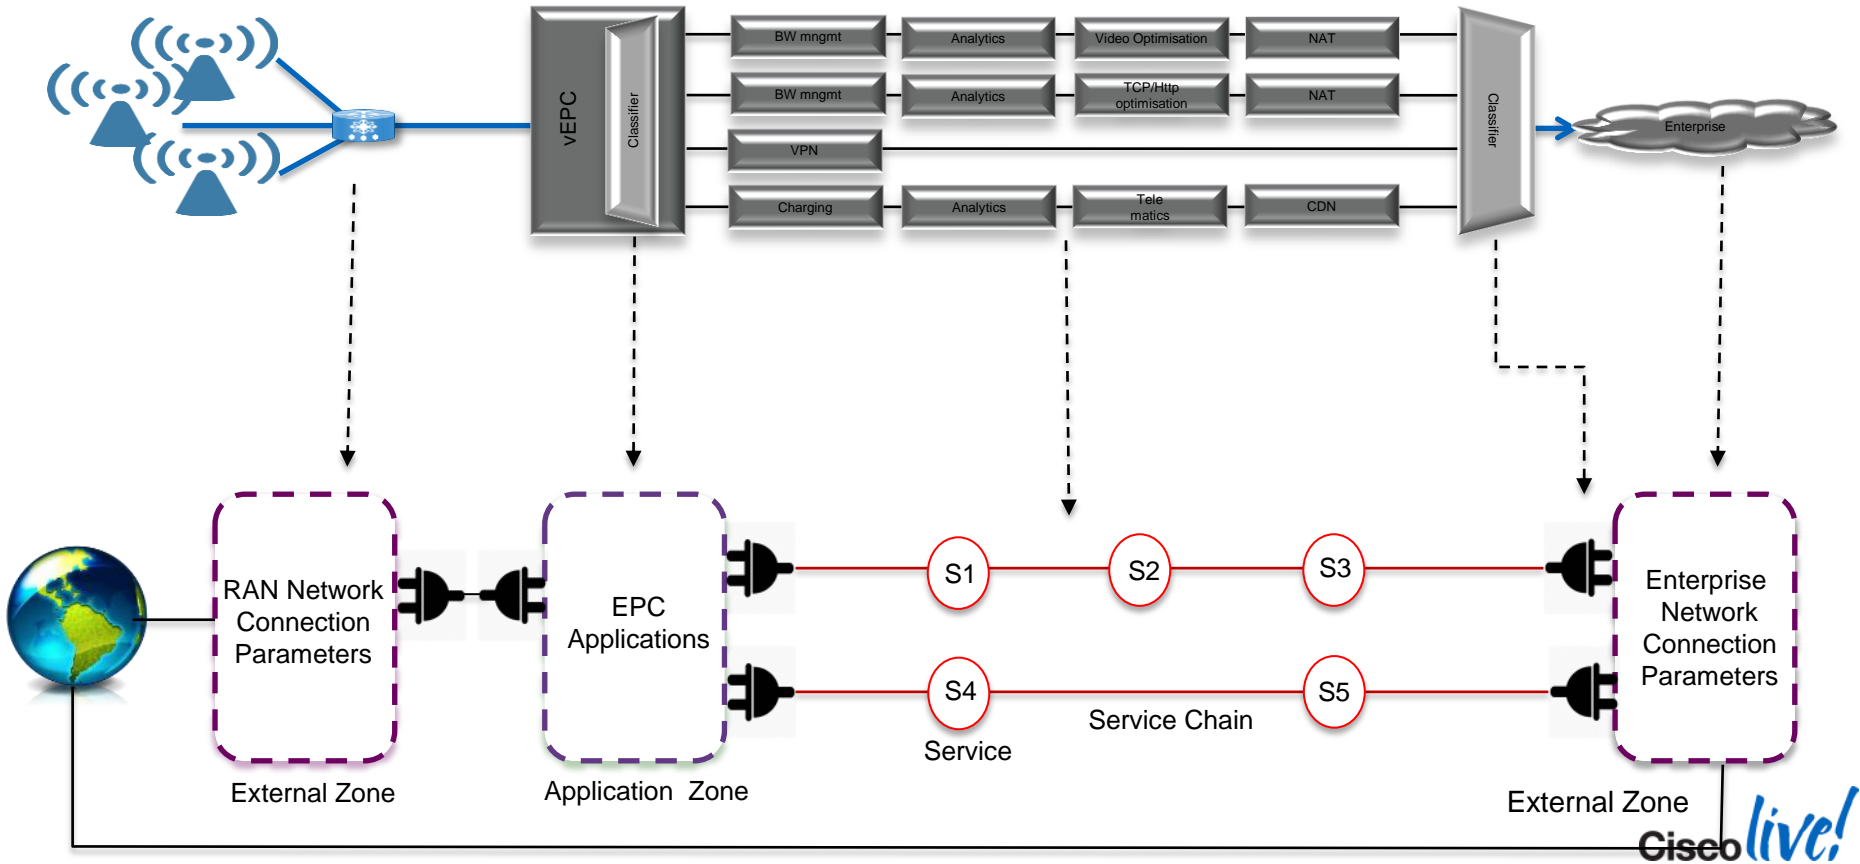 vEPC
Classifier
BW mngmt
Analytics
Video Optimisation
NAT
BW mngmt
Analytics
TCP/Http
optimisation
NAT
VPN
Charging
Analytics
Tele
matics
CDN
Classifier
Enterprise
RAN Network
Connection
Parameters
External Zone
EPC
Applications
Application Zone
S1
S2
S3
S4
S5
Service
Service Chain
Enterprise
Network
Connection
Parameters
External Zone
Cisco live!